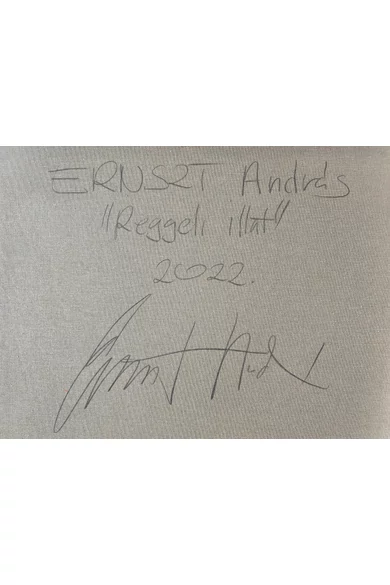 ERNSZT András
"Reggeli illat"
2022.